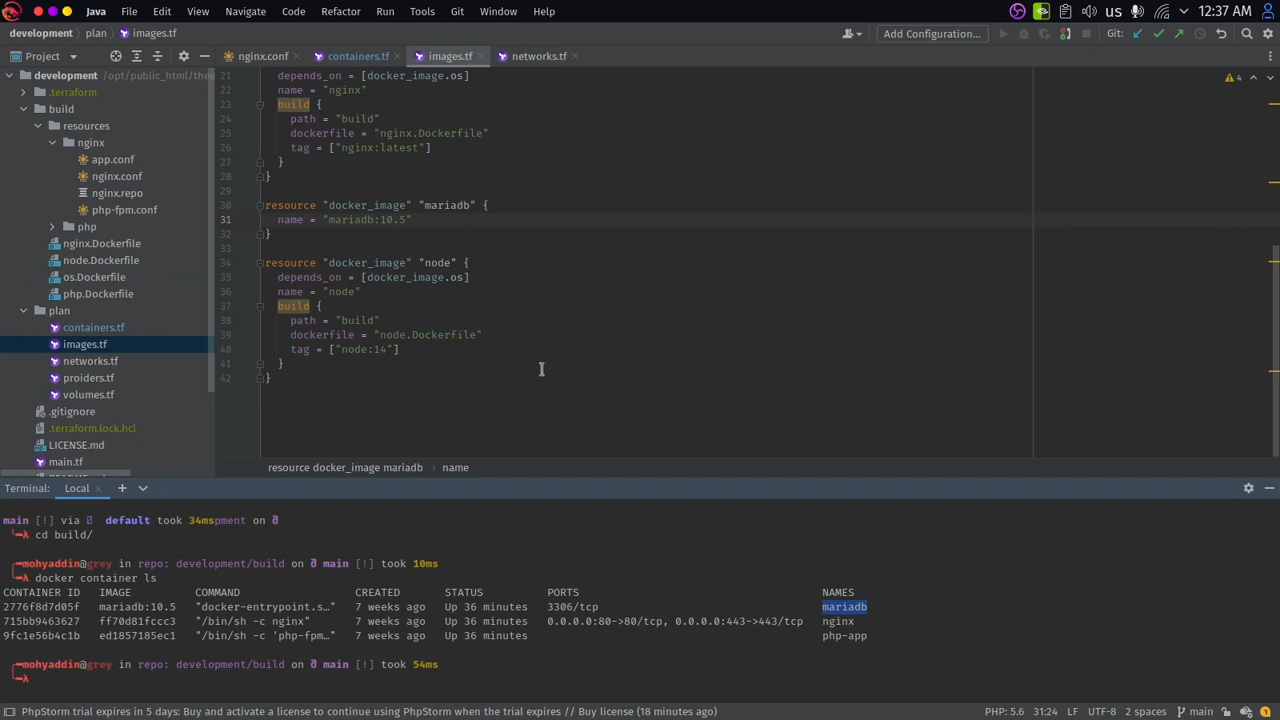 Java File Edit View Navigate Code Refactor Run Tools Git Window Help us 12:37 AM
development plan images.tf Add Configuration... Git:
Project nginx.conf containers.tf images.tf networks.tf
development /opt/public_html/theu
.terraform
build
resources
nginx
app.conf
nginx.conf
nginx.repo
php-fpm.conf
php
nginx.Dockerfile
node.Dockerfile
os.Dockerfile
php.Dockerfile
plan
containers.tf
images.tf
networks.tf
proiders.tf
volumes.tf
.gitignore
.terraform.lock.hcl
LICENSE.md
main.tf
4
21 depends_on = [docker_image.os]
22 name = "nginx"
23 build {
24 path = "build"
25 dockerfile = "nginx.Dockerfile"
26 tag = ["nginx:latest"]
27 }
28 }
29
30 resource "docker_image" "mariadb" {
31 name = "mariadb:10.5"
32 }
33
34 resource "docker_image" "node" {
35 depends_on = [docker_image.os]
36 name = "node"
37 build {
38 path = "build"
39 dockerfile = "node.Dockerfile"
40 tag = ["node:14"]
41 }
42 }
resource docker_image mariadb name
Terminal: Local
main [!] via default took 34mspment on ð
λ cd build/
mohyaddin@grey in repo: development/build on ð main [!] took 10ms
λ docker container ls
CONTAINER ID IMAGE COMMAND CREATED STATUS PORTS NAMES
2776f8d7d05f mariadb:10.5 "docker-entrypoint.s…" 7 weeks ago Up 36 minutes 3306/tcp mariadb
715bb9463627 ff70d81fccc3 "/bin/sh -c nginx" 7 weeks ago Up 36 minutes 0.0.0.0:80->80/tcp, 0.0.0.0:443->443/tcp nginx
9fc1e56b4c1b ed1857185ec1 "/bin/sh -c 'php-fpm…" 7 weeks ago Up 36 minutes php-app
mohyaddin@grey in repo: development/build on ð main [!] took 54ms
λ
PhpStorm trial expires in 5 days: Buy and activate a license to continue using PhpStorm when the trial expires // Buy license (18 minutes ago) PHP: 5.6 31:24 LF UTF-8 2 spaces main 1